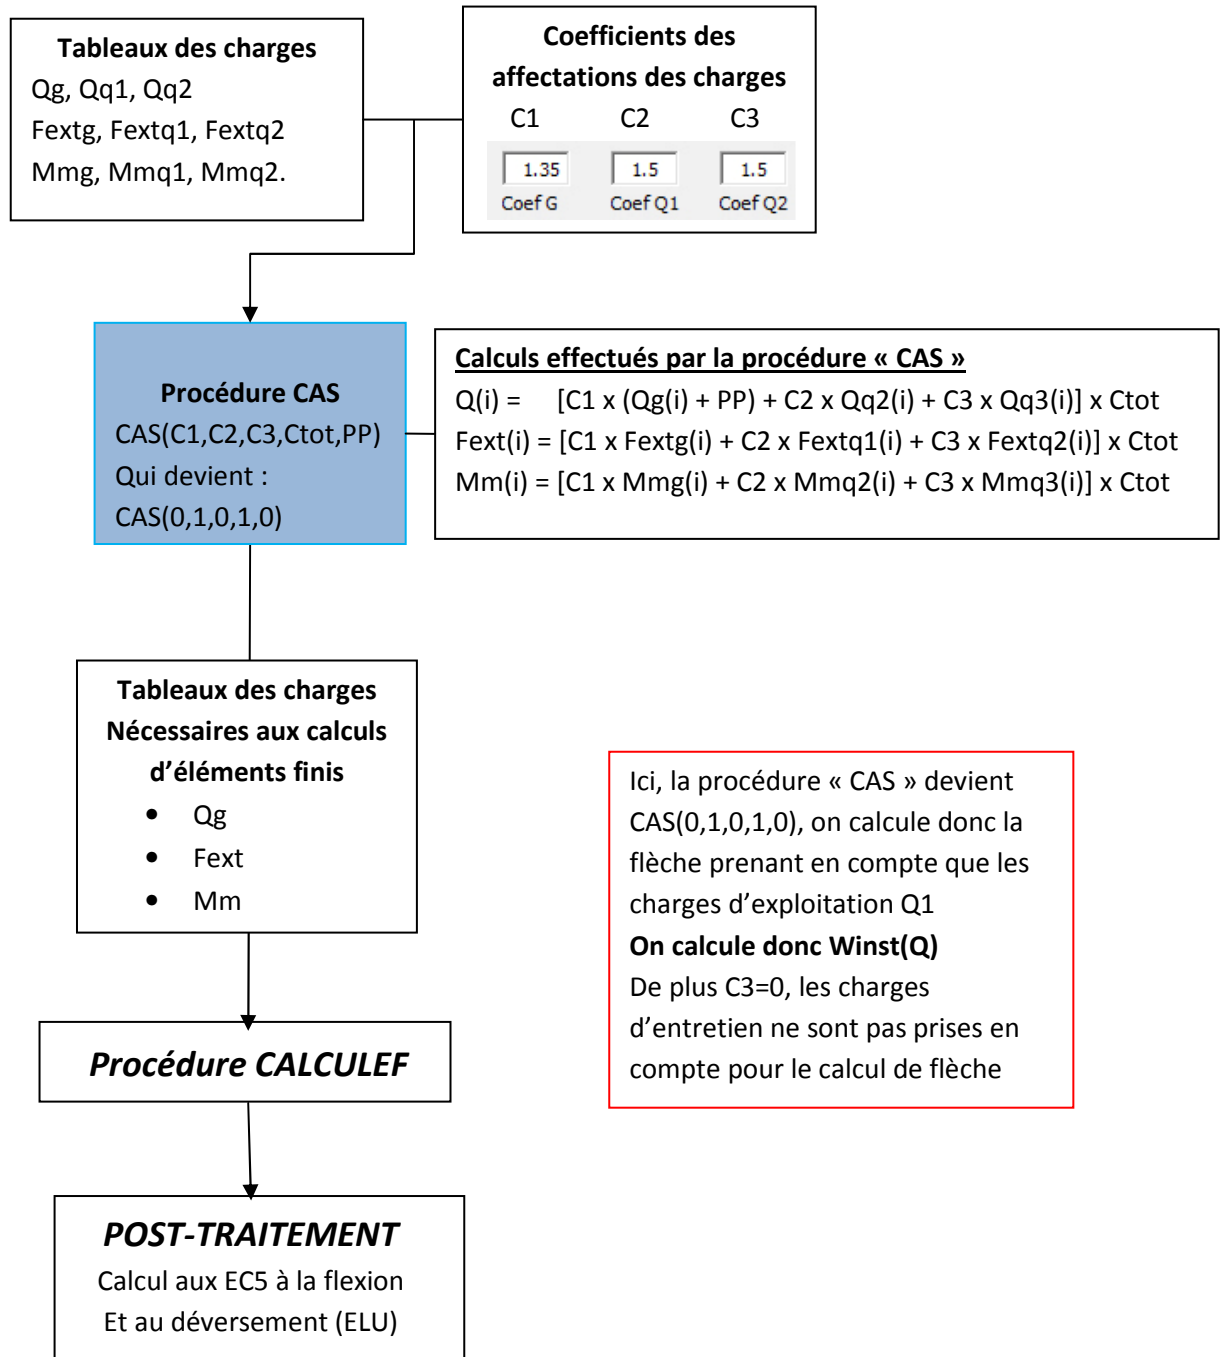 Tableaux des charges
Qg, Qq1, Qq2
Fextg, Fextq1, Fextq2
Mmg, Mmq1, Mmq2.
Coefficients des
affectations des charges
C1 C2 C3
1.35 1.5 1.5
Coef G Coef Q1 Coef Q2
Procédure CAS
CAS(C1,C2,C3,Ctot,PP)
Qui devient :
CAS(0,1,0,1,0)
Calculs effectués par la procédure « CAS »
Q(i) = [C1 x (Qg(i) + PP) + C2 x Qq2(i) + C3 x Qq3(i)] x Ctot
Fext(i) = [C1 x Fextg(i) + C2 x Fextq1(i) + C3 x Fextq2(i)] x Ctot
Mm(i) = [C1 x Mmg(i) + C2 x Mmq2(i) + C3 x Mmq3(i)] x Ctot
Tableaux des charges
Nécessaires aux calculs
d’éléments finis
• Qg
• Fext
• Mm
Ici, la procédure « CAS » devient
CAS(0,1,0,1,0), on calcule donc la
flèche prenant en compte que les
charges d’exploitation Q1
On calcule donc Winst(Q)
De plus C3=0, les charges
d’entretien ne sont pas prises en
compte pour le calcul de flèche
Procédure CALCULEF
POST-TRAITEMENT
Calcul aux EC5 à la flexion
Et au déversement (ELU)